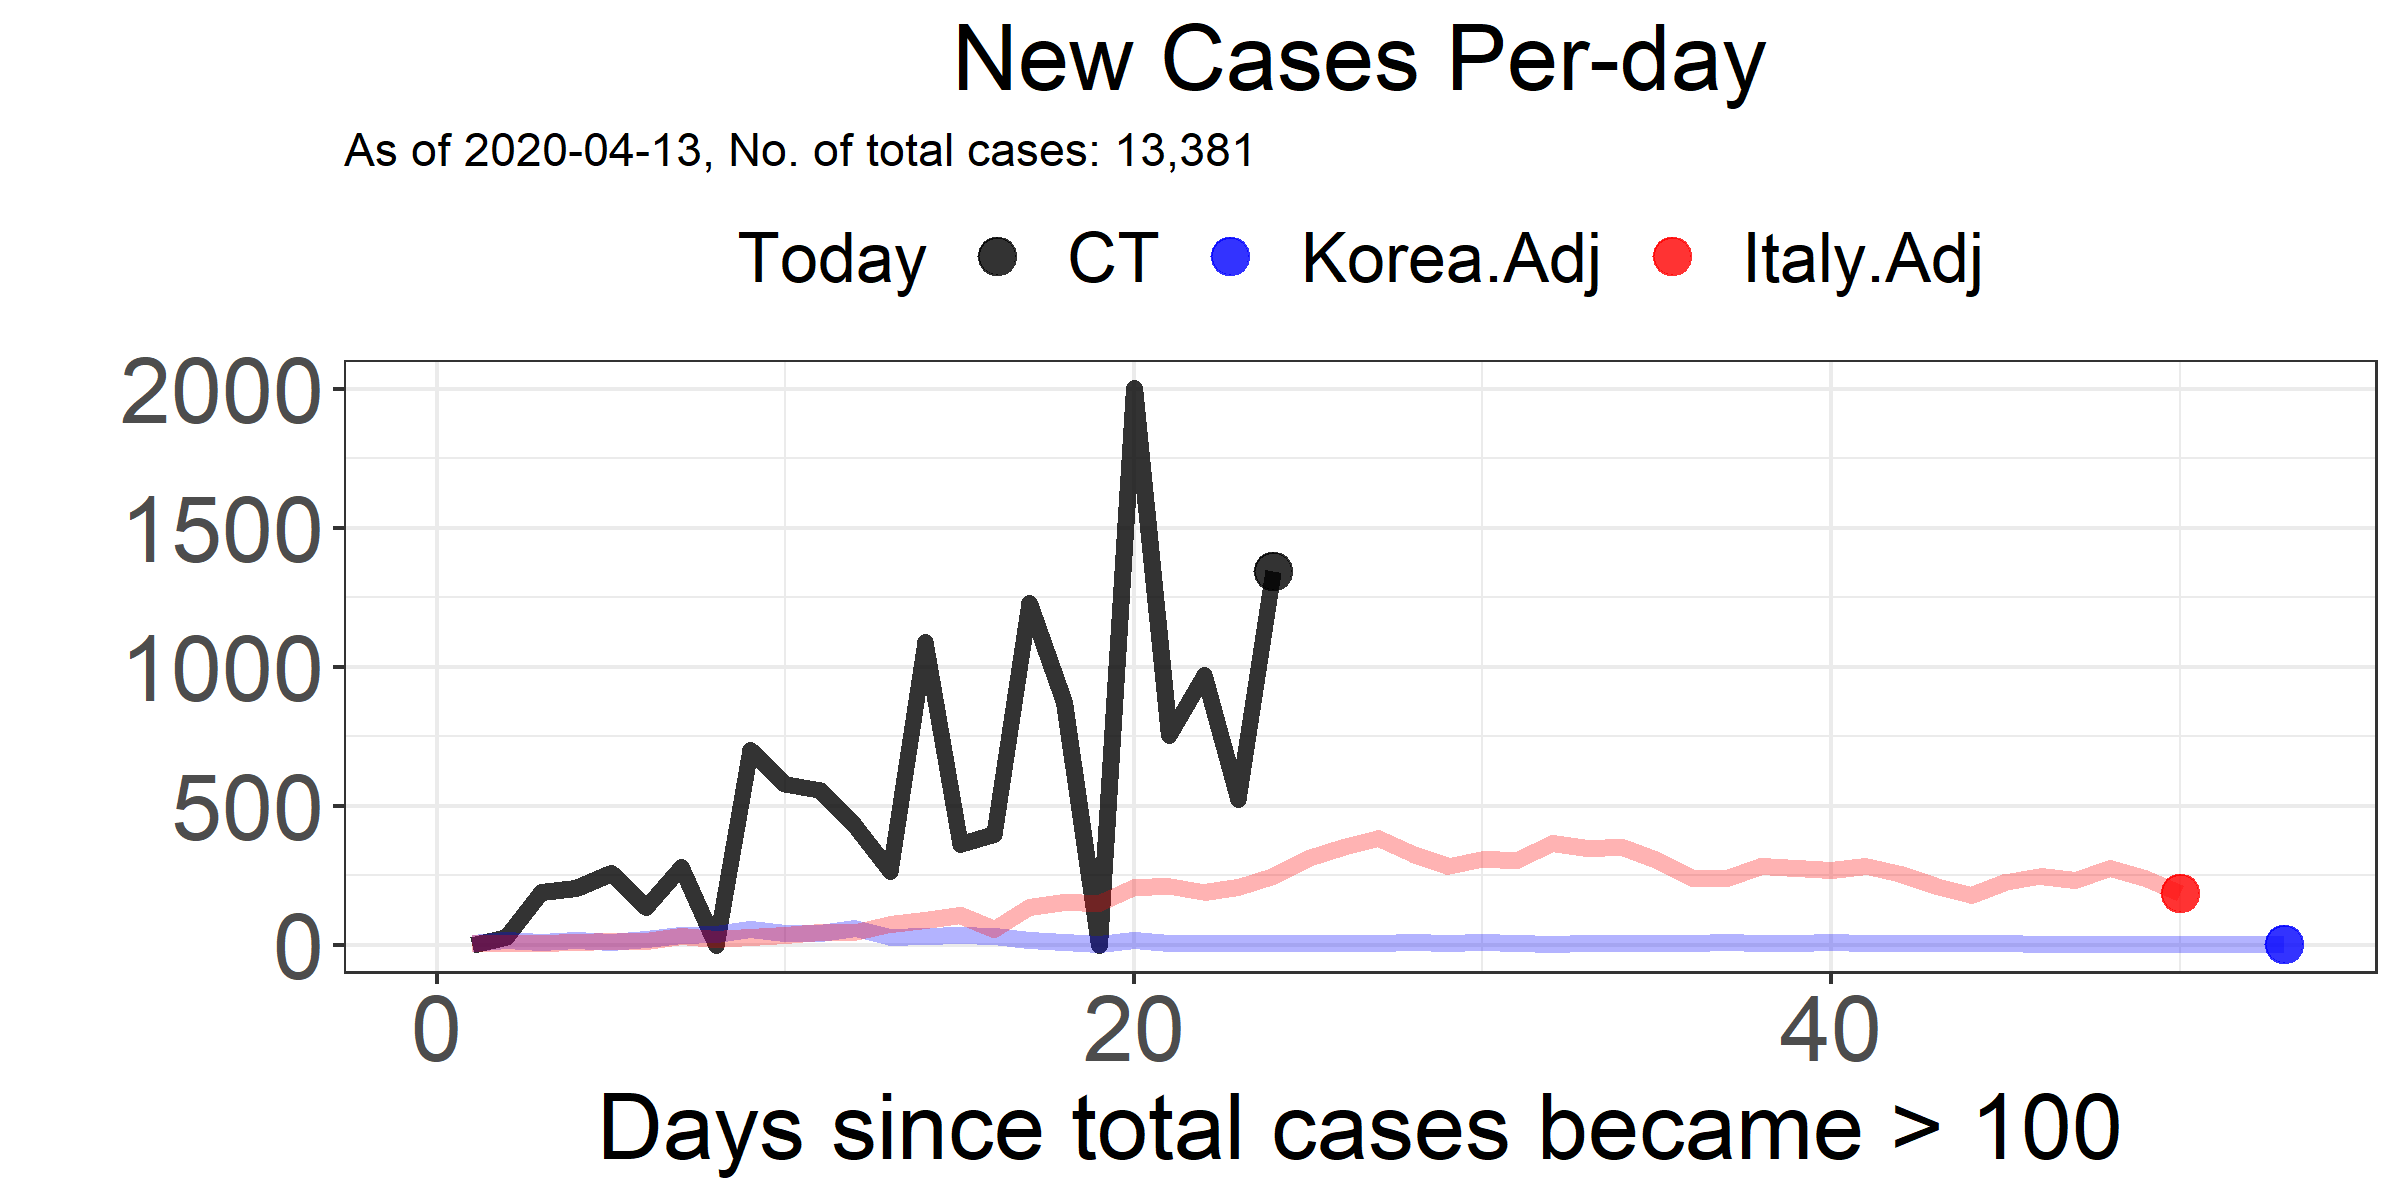 New Cases Per-day
As of 2020-04-13, No. of total cases: 13,381
Today CT Korea.Adj Italy.Adj
2000
1500
1000
500
0
0 20 40
Days since total cases became > 100